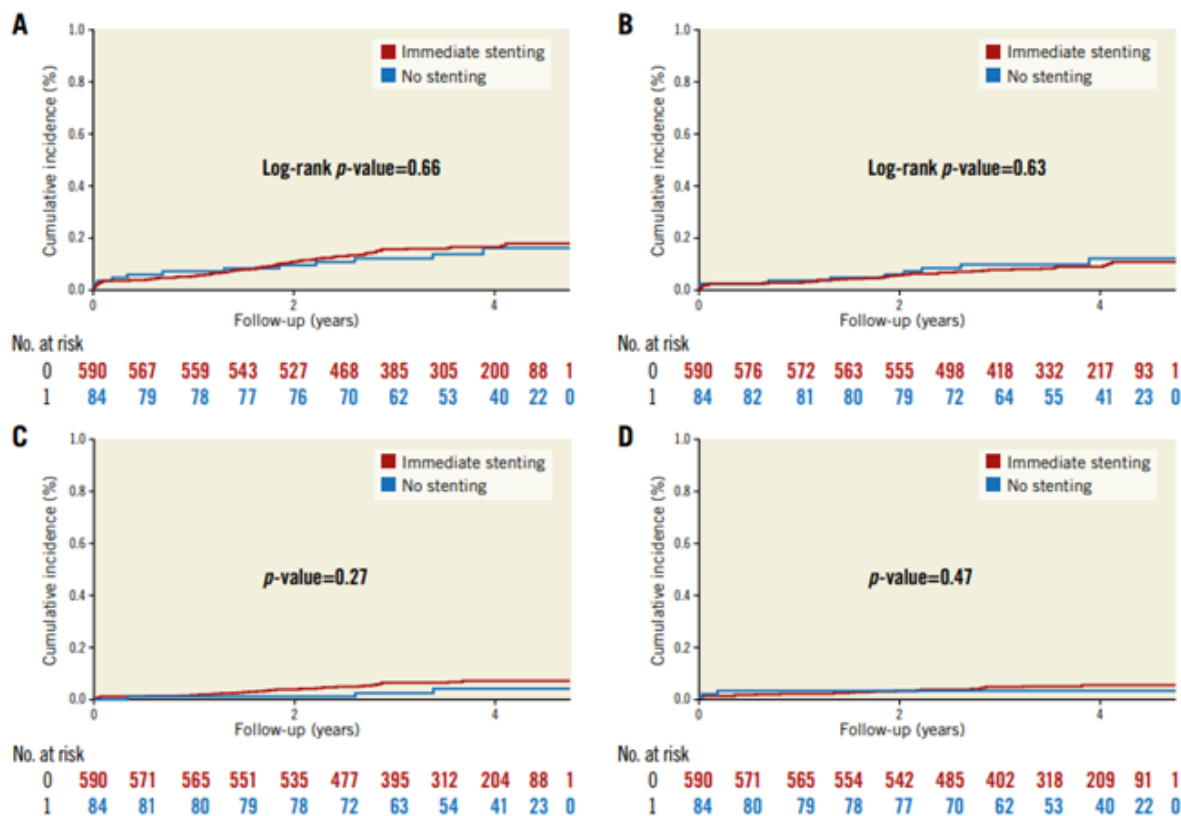 A
Cumulative incidence (%)
1.0
0.8
0.6
0.4
0.2
0.0
Immediate stenting
No stenting
Log-rank p-value=0.66
0 2 4
Follow-up (years)
No. at risk
0 590 567 559 543 527 468 385 305 200 88 1
1 84 79 78 77 76 70 62 53 40 22 0
B
Cumulative incidence (%)
1.0
0.8
0.6
0.4
0.2
0.0
Immediate stenting
No stenting
Log-rank p-value=0.63
0 2 4
Follow-up (years)
No. at risk
0 590 576 572 563 555 498 418 332 217 93 1
1 84 82 81 80 79 72 64 55 41 23 0
C
Cumulative incidence (%)
1.0
0.8
0.6
0.4
0.2
0.0
Immediate stenting
No stenting
p-value=0.27
0 2 4
Follow-up (years)
No. at risk
0 590 571 565 551 535 477 395 312 204 88 1
1 84 81 80 79 78 72 63 54 41 23 0
D
Cumulative incidence (%)
1.0
0.8
0.6
0.4
0.2
0.0
Immediate stenting
No stenting
p-value=0.47
0 2 4
Follow-up (years)
No. at risk
0 590 571 565 554 542 485 402 318 209 91 1
1 84 80 79 78 77 70 62 53 40 22 0